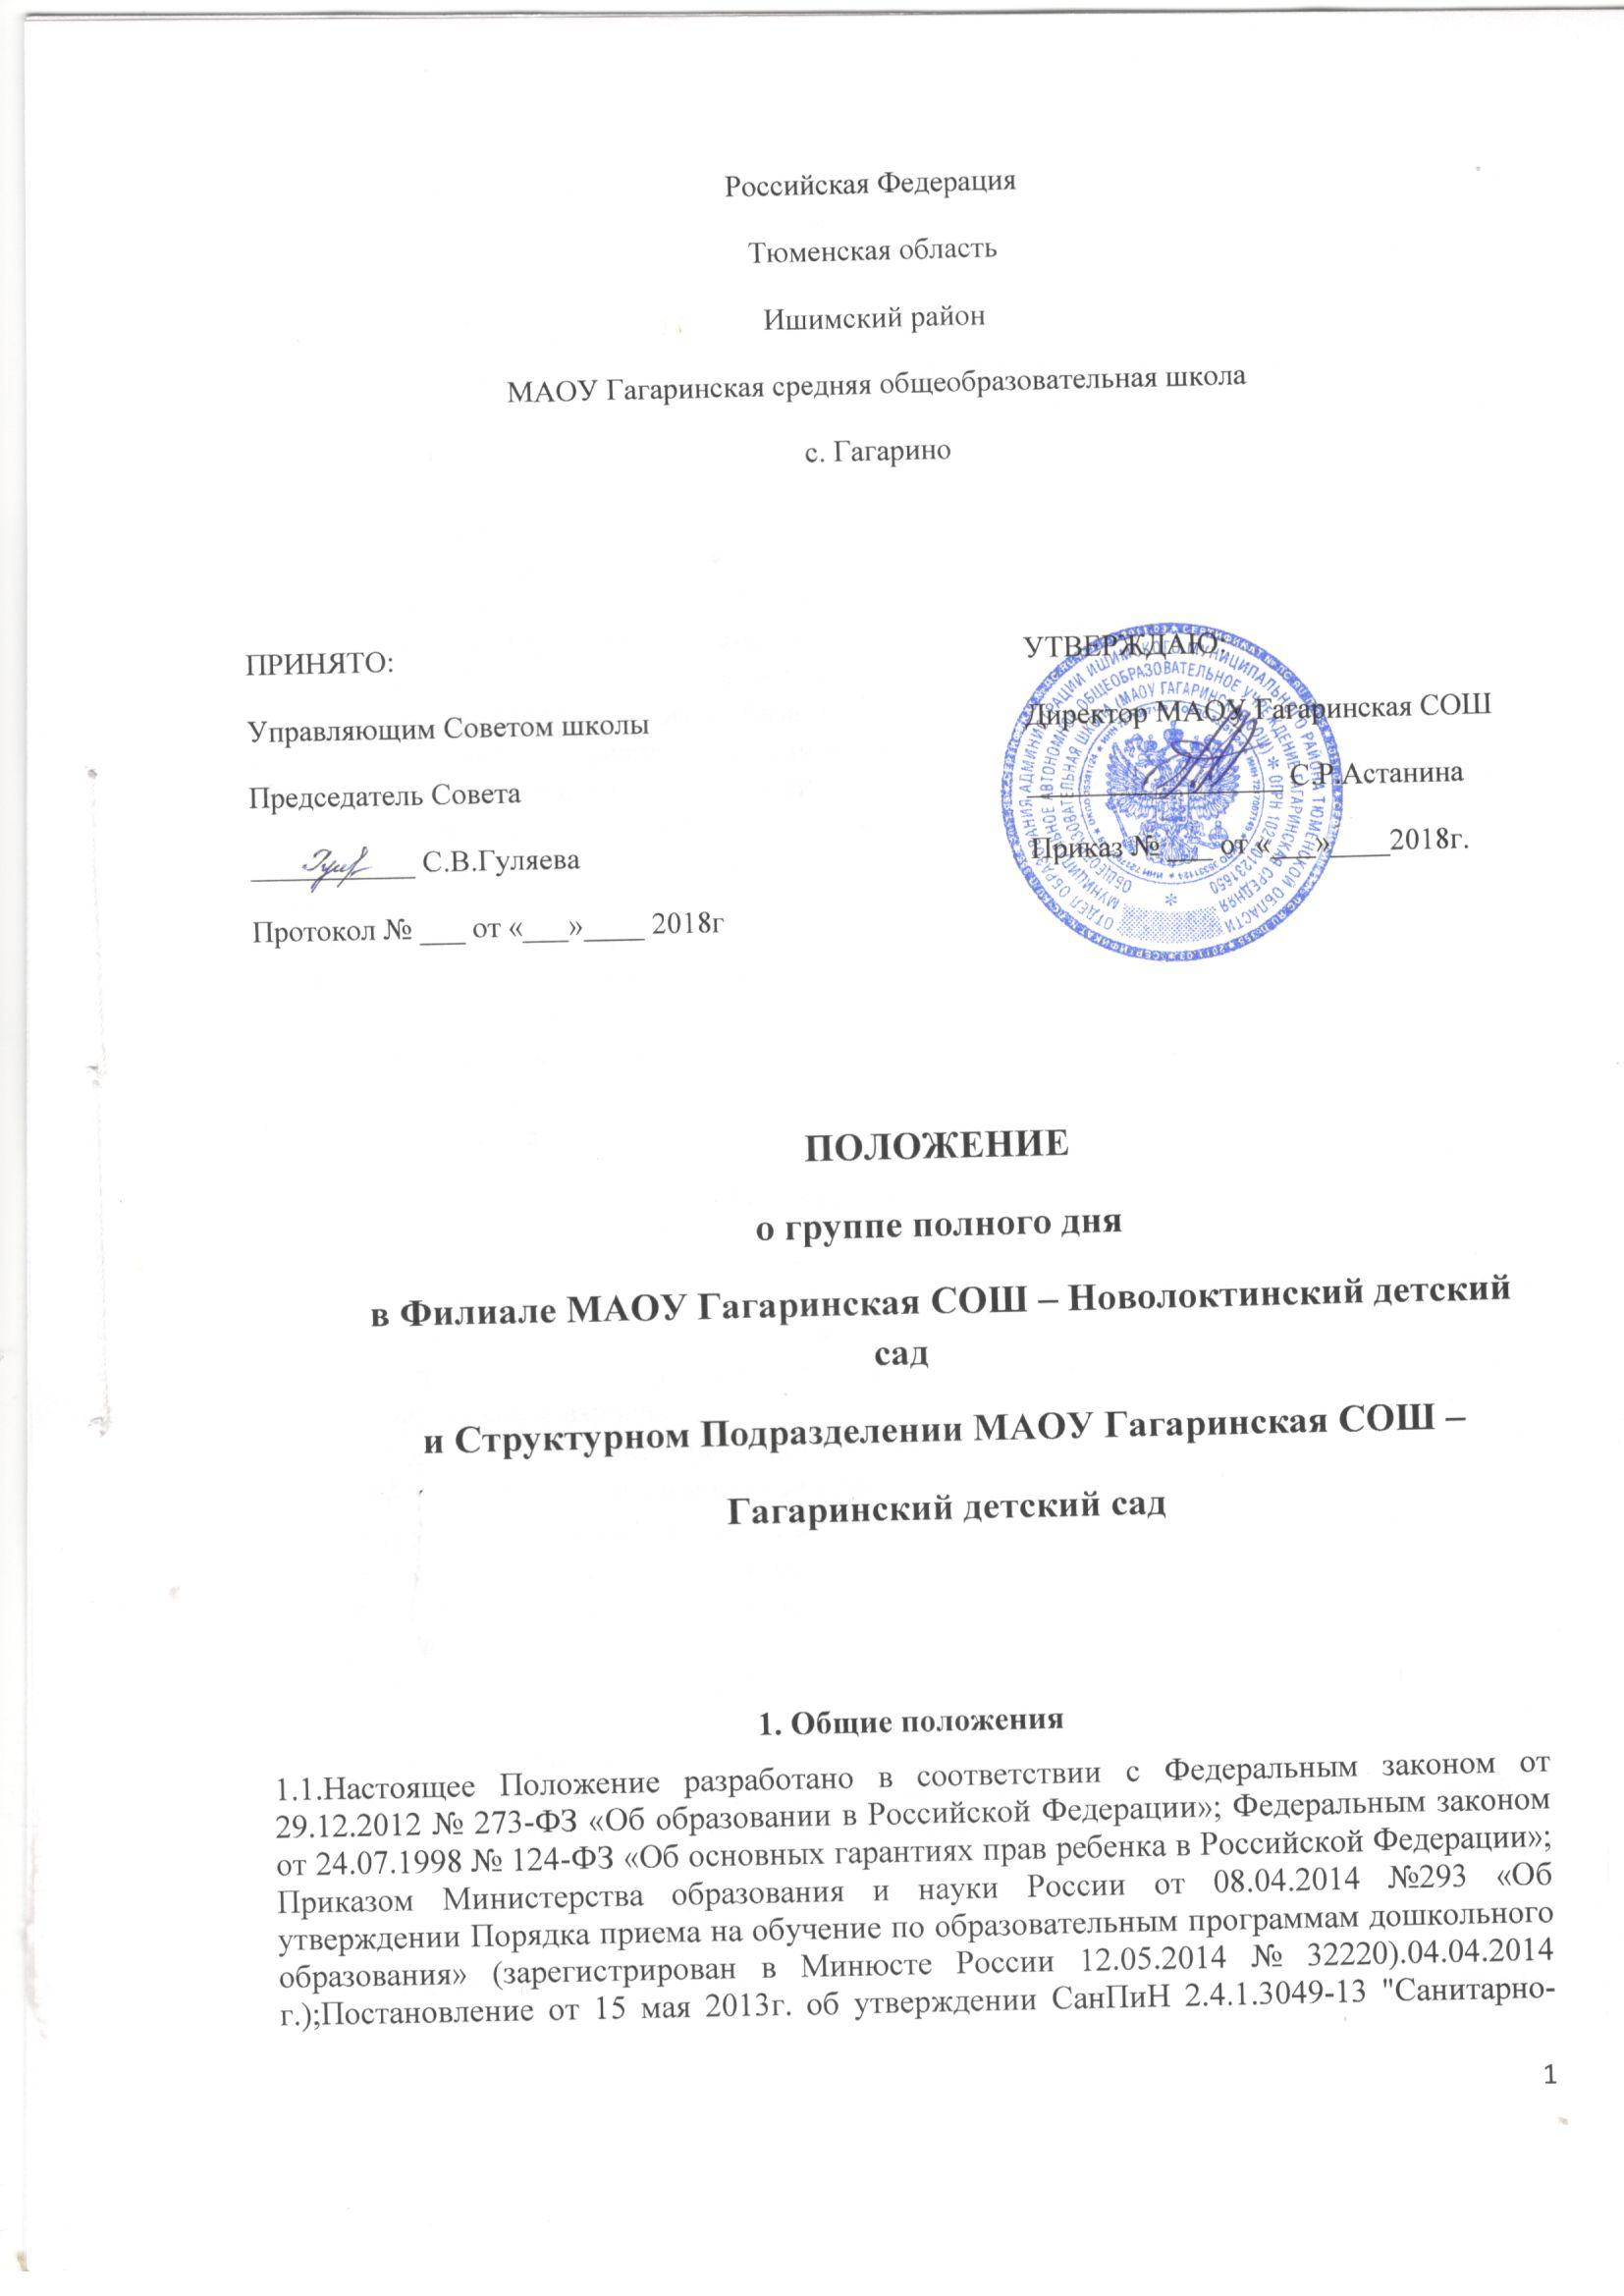 Российская Федерация
Тюменская область
Ишимский район
МАОУ Гагаринская средняя общеобразовательная школа
с. Гагарино
ПРИНЯТО:
Управляющим Советом школы
Председатель Совета
___________ С.В.Гуляева
Протокол № ___ от «___»____ 2018г
УТВЕРЖДАЮ:
Директор МАОУ Гагаринская СОШ
_________________ С.Р.Астанина
Приказ № ___ от «___»____2018г.
ПОЛОЖЕНИЕ
о группе полного дня
в Филиале МАОУ Гагаринская СОШ – Новолоктинский детский
сад
и Структурном Подразделении МАОУ Гагаринская СОШ –
Гагаринский детский сад
1. Общие положения
1.1.Настоящее Положение разработано в соответствии с Федеральным законом от
29.12.2012 № 273-ФЗ «Об образовании в Российской Федерации»; Федеральным законом
от 24.07.1998 № 124-ФЗ «Об основных гарантиях прав ребенка в Российской Федерации»;
Приказом Министерства образования и науки России от 08.04.2014 №293 «Об
утверждении Порядка приема на обучение по образовательным программам дошкольного
образования» (зарегистрирован в Минюсте России 12.05.2014 № 32220).04.04.2014
г.);Постановление от 15 мая 2013г. об утверждении СанПиН 2.4.1.3049-13 "Санитарно-
1